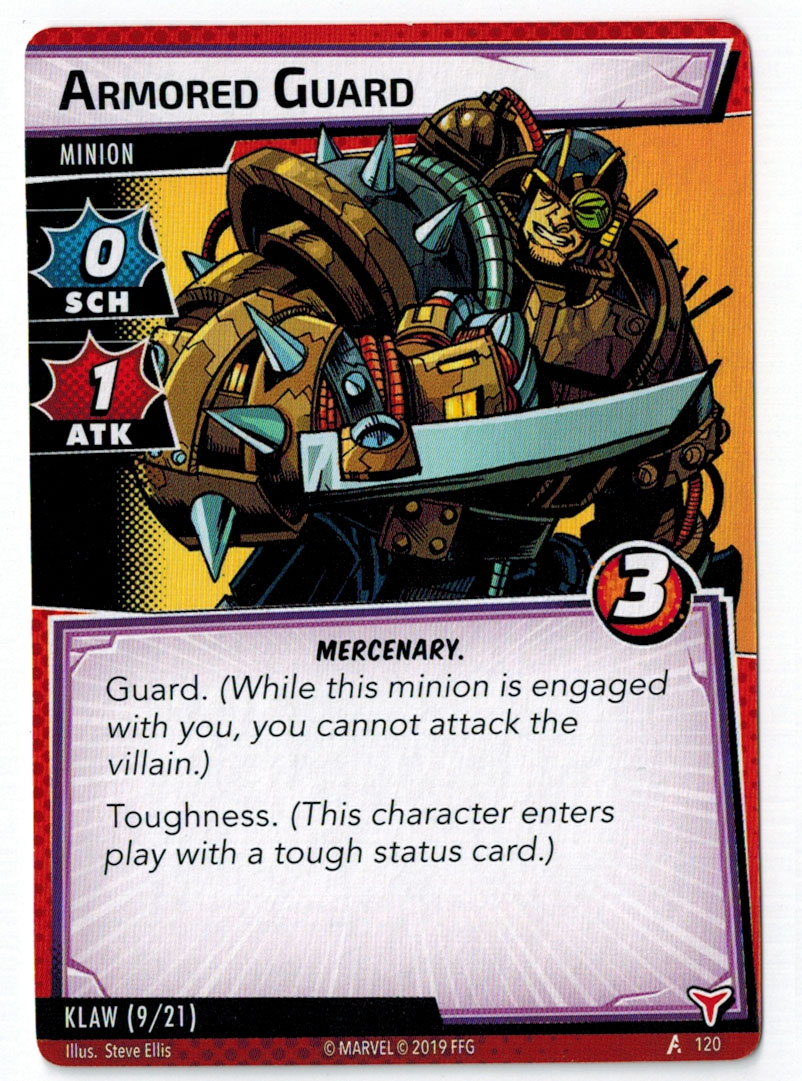 ARMORED GUARD
MINION
0
SCH
1
ATK
3
MERCENARY.
Guard. (While this minion is engaged
with you, you cannot attack the
villain.)
Toughness. (This character enters
play with a tough status card.)
KLAW (9/21)
Illus. Steve Ellis
© MARVEL © 2019 FFG
120